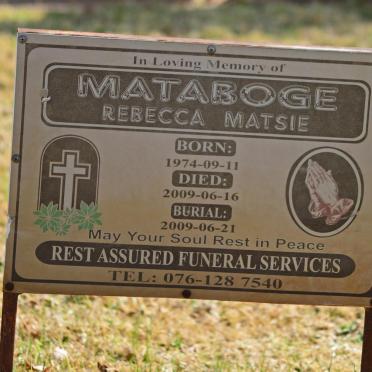 In Loving Memory of
MATABOGE
REBECCA MATSIE
BORN:
1974-09-11
DIED:
2009-06-16
BURIAL:
2009-06-21
May Your Soul Rest in Peace
REST ASSURED FUNERAL SERVICES
TEL: 076-128 7540